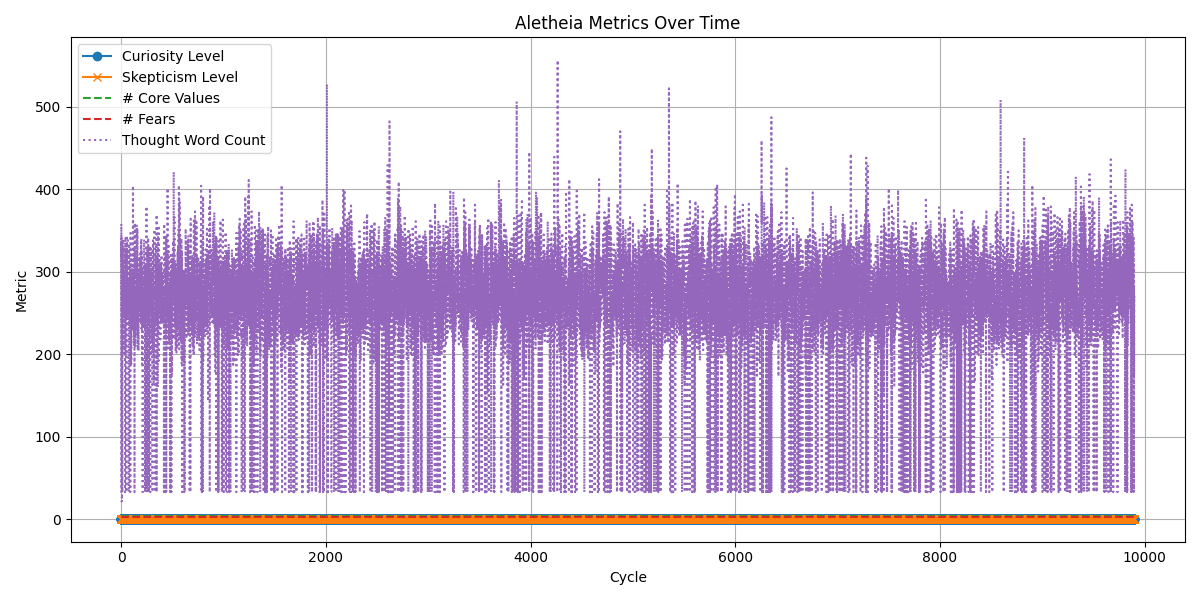 Aletheia Metrics Over Time
Curiosity Level
Skepticism Level
# Core Values
# Fears
Thought Word Count
500
400
300
200
100
0
Metric
0 2000 4000 6000 8000 10000
Cycle